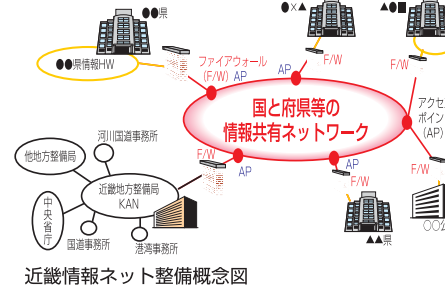 ●●県
●×▲
▲●■
●●県情報HW
ファイアウォール
(F/W)
AP
AP
F/W
F/W
国と府県等の
情報共有ネットワーク
アクセ
ポイン
(AP)
河川国道事務所
他地方整備局
F/W
AP
AP
F/W
F/W
近畿地方整備局
KAN
中央省庁
国道事務所
港湾事務所
▲▲県
○○公
近畿情報ネット整備概念図